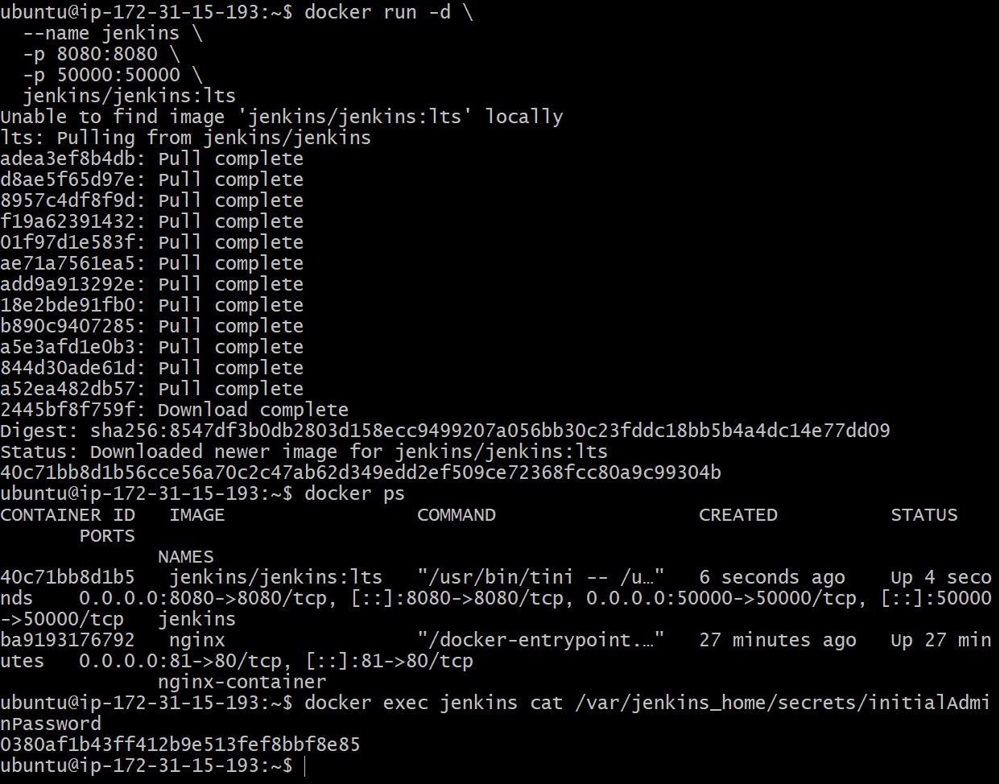 ubuntu@ip-172-31-15-193:~$ docker run -d \
  --name jenkins \
  -p 8080:8080 \
  -p 50000:50000 \
  jenkins/jenkins:lts
Unable to find image 'jenkins/jenkins:lts' locally
lts: Pulling from jenkins/jenkins
adea3ef8b4db: Pull complete
d8ae5f65d97e: Pull complete
8957c4df8f9d: Pull complete
f19a62391432: Pull complete
01f97d1e583f: Pull complete
ae71a7561ea5: Pull complete
add9a913292e: Pull complete
18e2bde91fb0: Pull complete
b890c9407285: Pull complete
a5e3afd1e0b3: Pull complete
844d30ade61d: Pull complete
a52ea482db57: Pull complete
2445bf8f759f: Download complete
Digest: sha256:8547df3b0db2803d158ecc9499207a056bb30c23fddc18bb5b4a4dc14e77dd09
Status: Downloaded newer image for jenkins/jenkins:lts
40c71bb8d1b56cce56a70c2c47ab62d349edd2ef509ce72368fcc80a9c99304b
ubuntu@ip-172-31-15-193:~$ docker ps
CONTAINER ID   IMAGE                 COMMAND                  CREATED          STATUS
       PORTS
              NAMES
40c71bb8d1b5   jenkins/jenkins:lts   "/usr/bin/tini -- /u…"   6 seconds ago    Up 4 seco
nds    0.0.0.0:8080->8080/tcp, [::]:8080->8080/tcp, 0.0.0.0:50000->50000/tcp, [::]:50000
->50000/tcp   jenkins
ba9193176792   nginx                 "/docker-entrypoint.…"   27 minutes ago   Up 27 min
utes   0.0.0.0:81->80/tcp, [::]:81->80/tcp
              nginx-container
ubuntu@ip-172-31-15-193:~$ docker exec jenkins cat /var/jenkins_home/secrets/initialAdmi
nPassword
0380af1b43ff412b9e513fef8bbf8e85
ubuntu@ip-172-31-15-193:~$